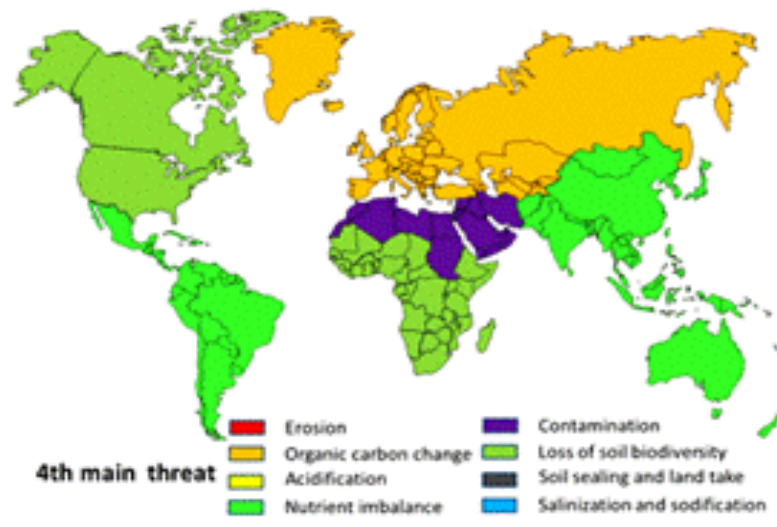 Erosion
Contamination
Organic carbon change
Loss of soil biodiversity
4th main threat
Acidification
Soil sealing and land take
Nutrient imbalance
Salinization and sodification